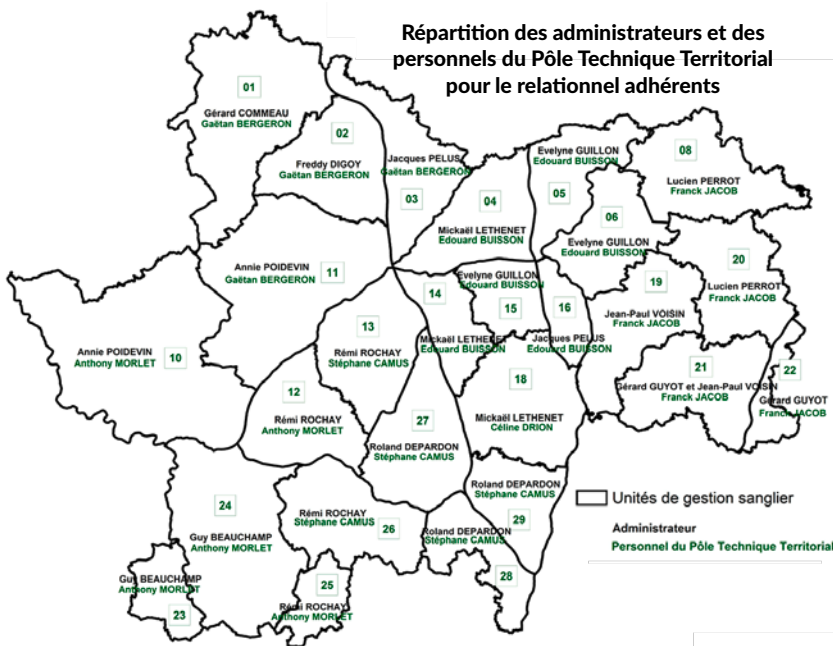 Répartition des administrateurs et des
personnels du Pôle Technique Territorial
pour le relationnel adhérents
01
Gérard COMMEAU
Gaëtan BERGERON
02
Freddy DIGOY
Gaëtan BERGERON
Jacques PELUS
Gaëtan BERGERON
03
04
Mickaël LETHENET
Edouard BUISSON
Evelyne GUILLON
Edouard BUISSON
05
06
Evelyne GUILLON
Edouard BUISSON
08
Lucien PERROT
Franck JACOB
Annie POIDEVIN
Gaëtan BERGERON
11
Annie POIDEVIN
Anthony MORLET
10
13
Rémi ROCHAY
Stéphane CAMUS
12
Rémi ROCHAY
Anthony MORLET
14
Mickaël LETHENET
Edouard BUISSON
Evelyne GUILLON
Edouard BUISSON
15
16
Jacques PELUS
Edouard BUISSON
19
Jean-Paul VOISIN
Franck JACOB
20
Lucien PERROT
Franck JACOB
21
Gérard GUYOT et Jean-Paul VOISIN
Franck JACOB
22
Gérard GUYOT
Franck JACOB
18
Mickaël LETHENET
Céline DRION
27
Roland DEPARDON
Stéphane CAMUS
24
Guy BEAUCHAMP
Anthony MORLET
Rémi ROCHAY
Stéphane CAMUS
26
Roland DEPARDON
Stéphane CAMUS
29
Roland DEPARDON
Stéphane CAMUS
28
Guy BEAUCHAMP
Anthony MORLET
23
25
Rémi ROCHAY
Anthony MORLET
Unités de gestion sanglier
Administrateur
Personnel du Pôle Technique Territorial